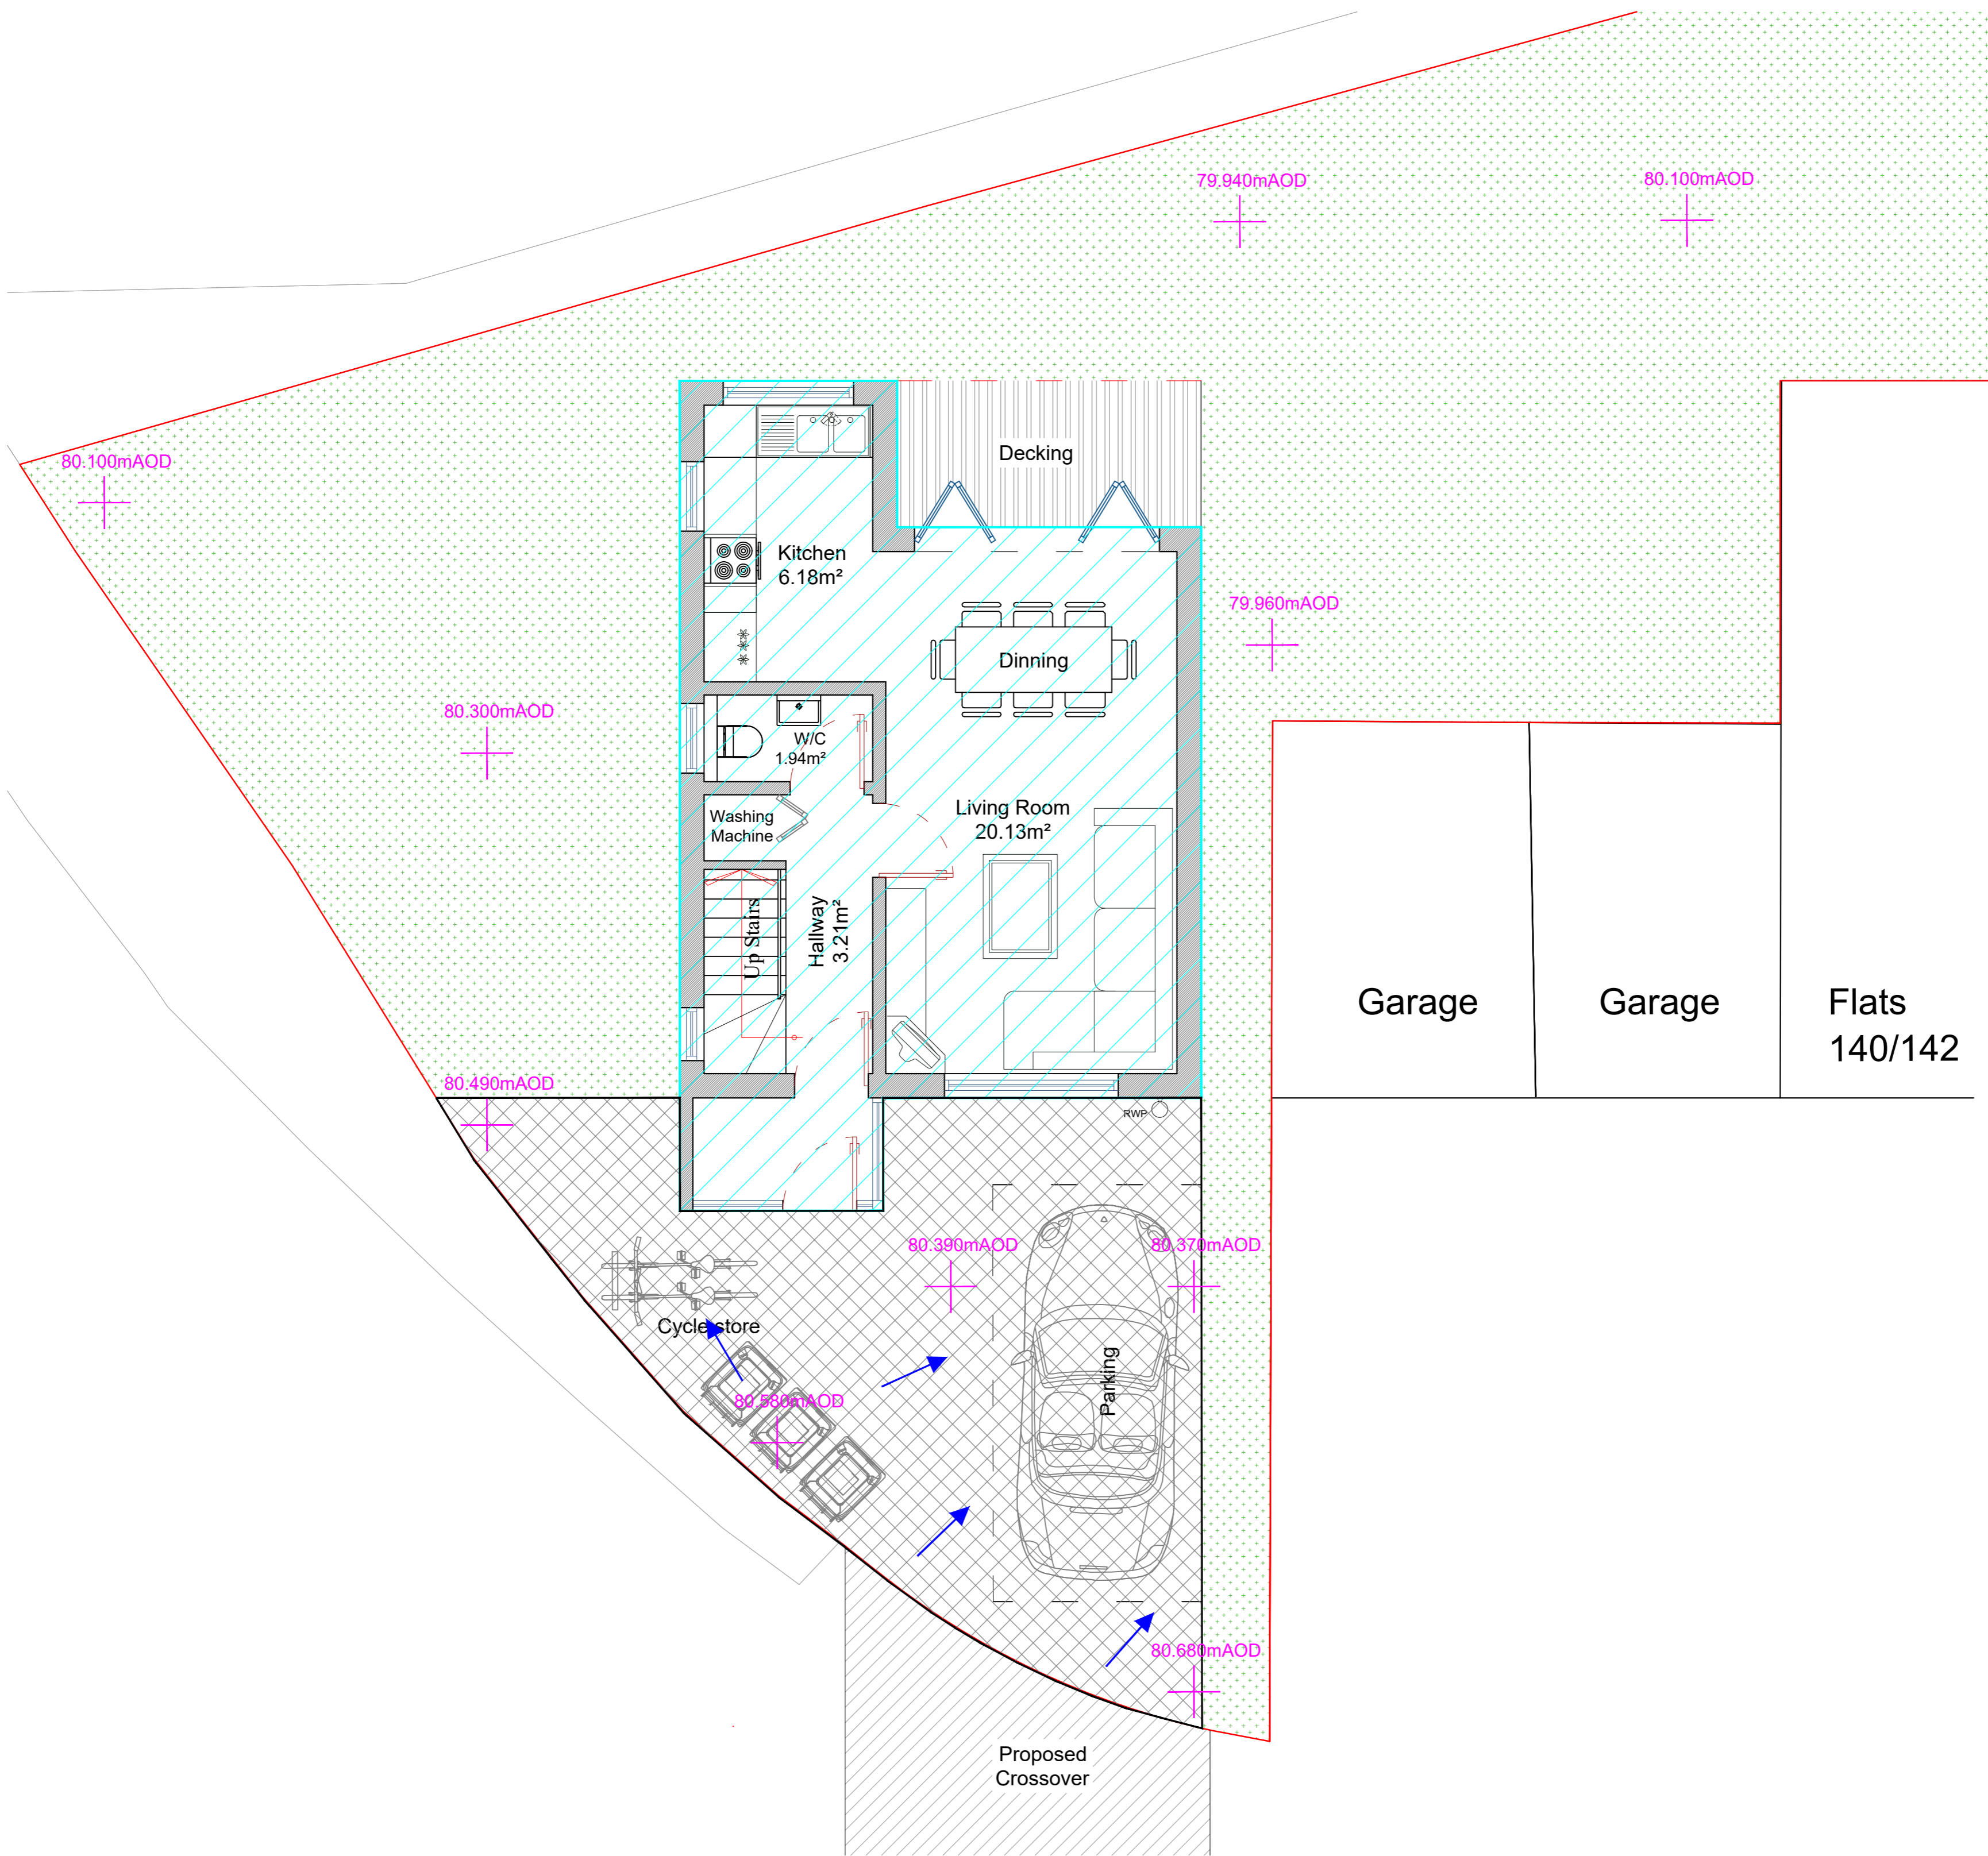 79.940mAOD
80.100mAOD
80.100mAOD
Decking
Kitchen
6.18m²
79.960mAOD
Dinning
80.300mAOD
W/C
1.94m²
Washing
Machine
Living Room
20.13m²
Up Stairs
Hallway
3.21m²
Garage
Garage
Flats
140/142
80.490mAOD
RWP
80.390mAOD
80.370mAOD
Cycle store
Parking
80.580mAOD
80.680mAOD
Proposed
Crossover